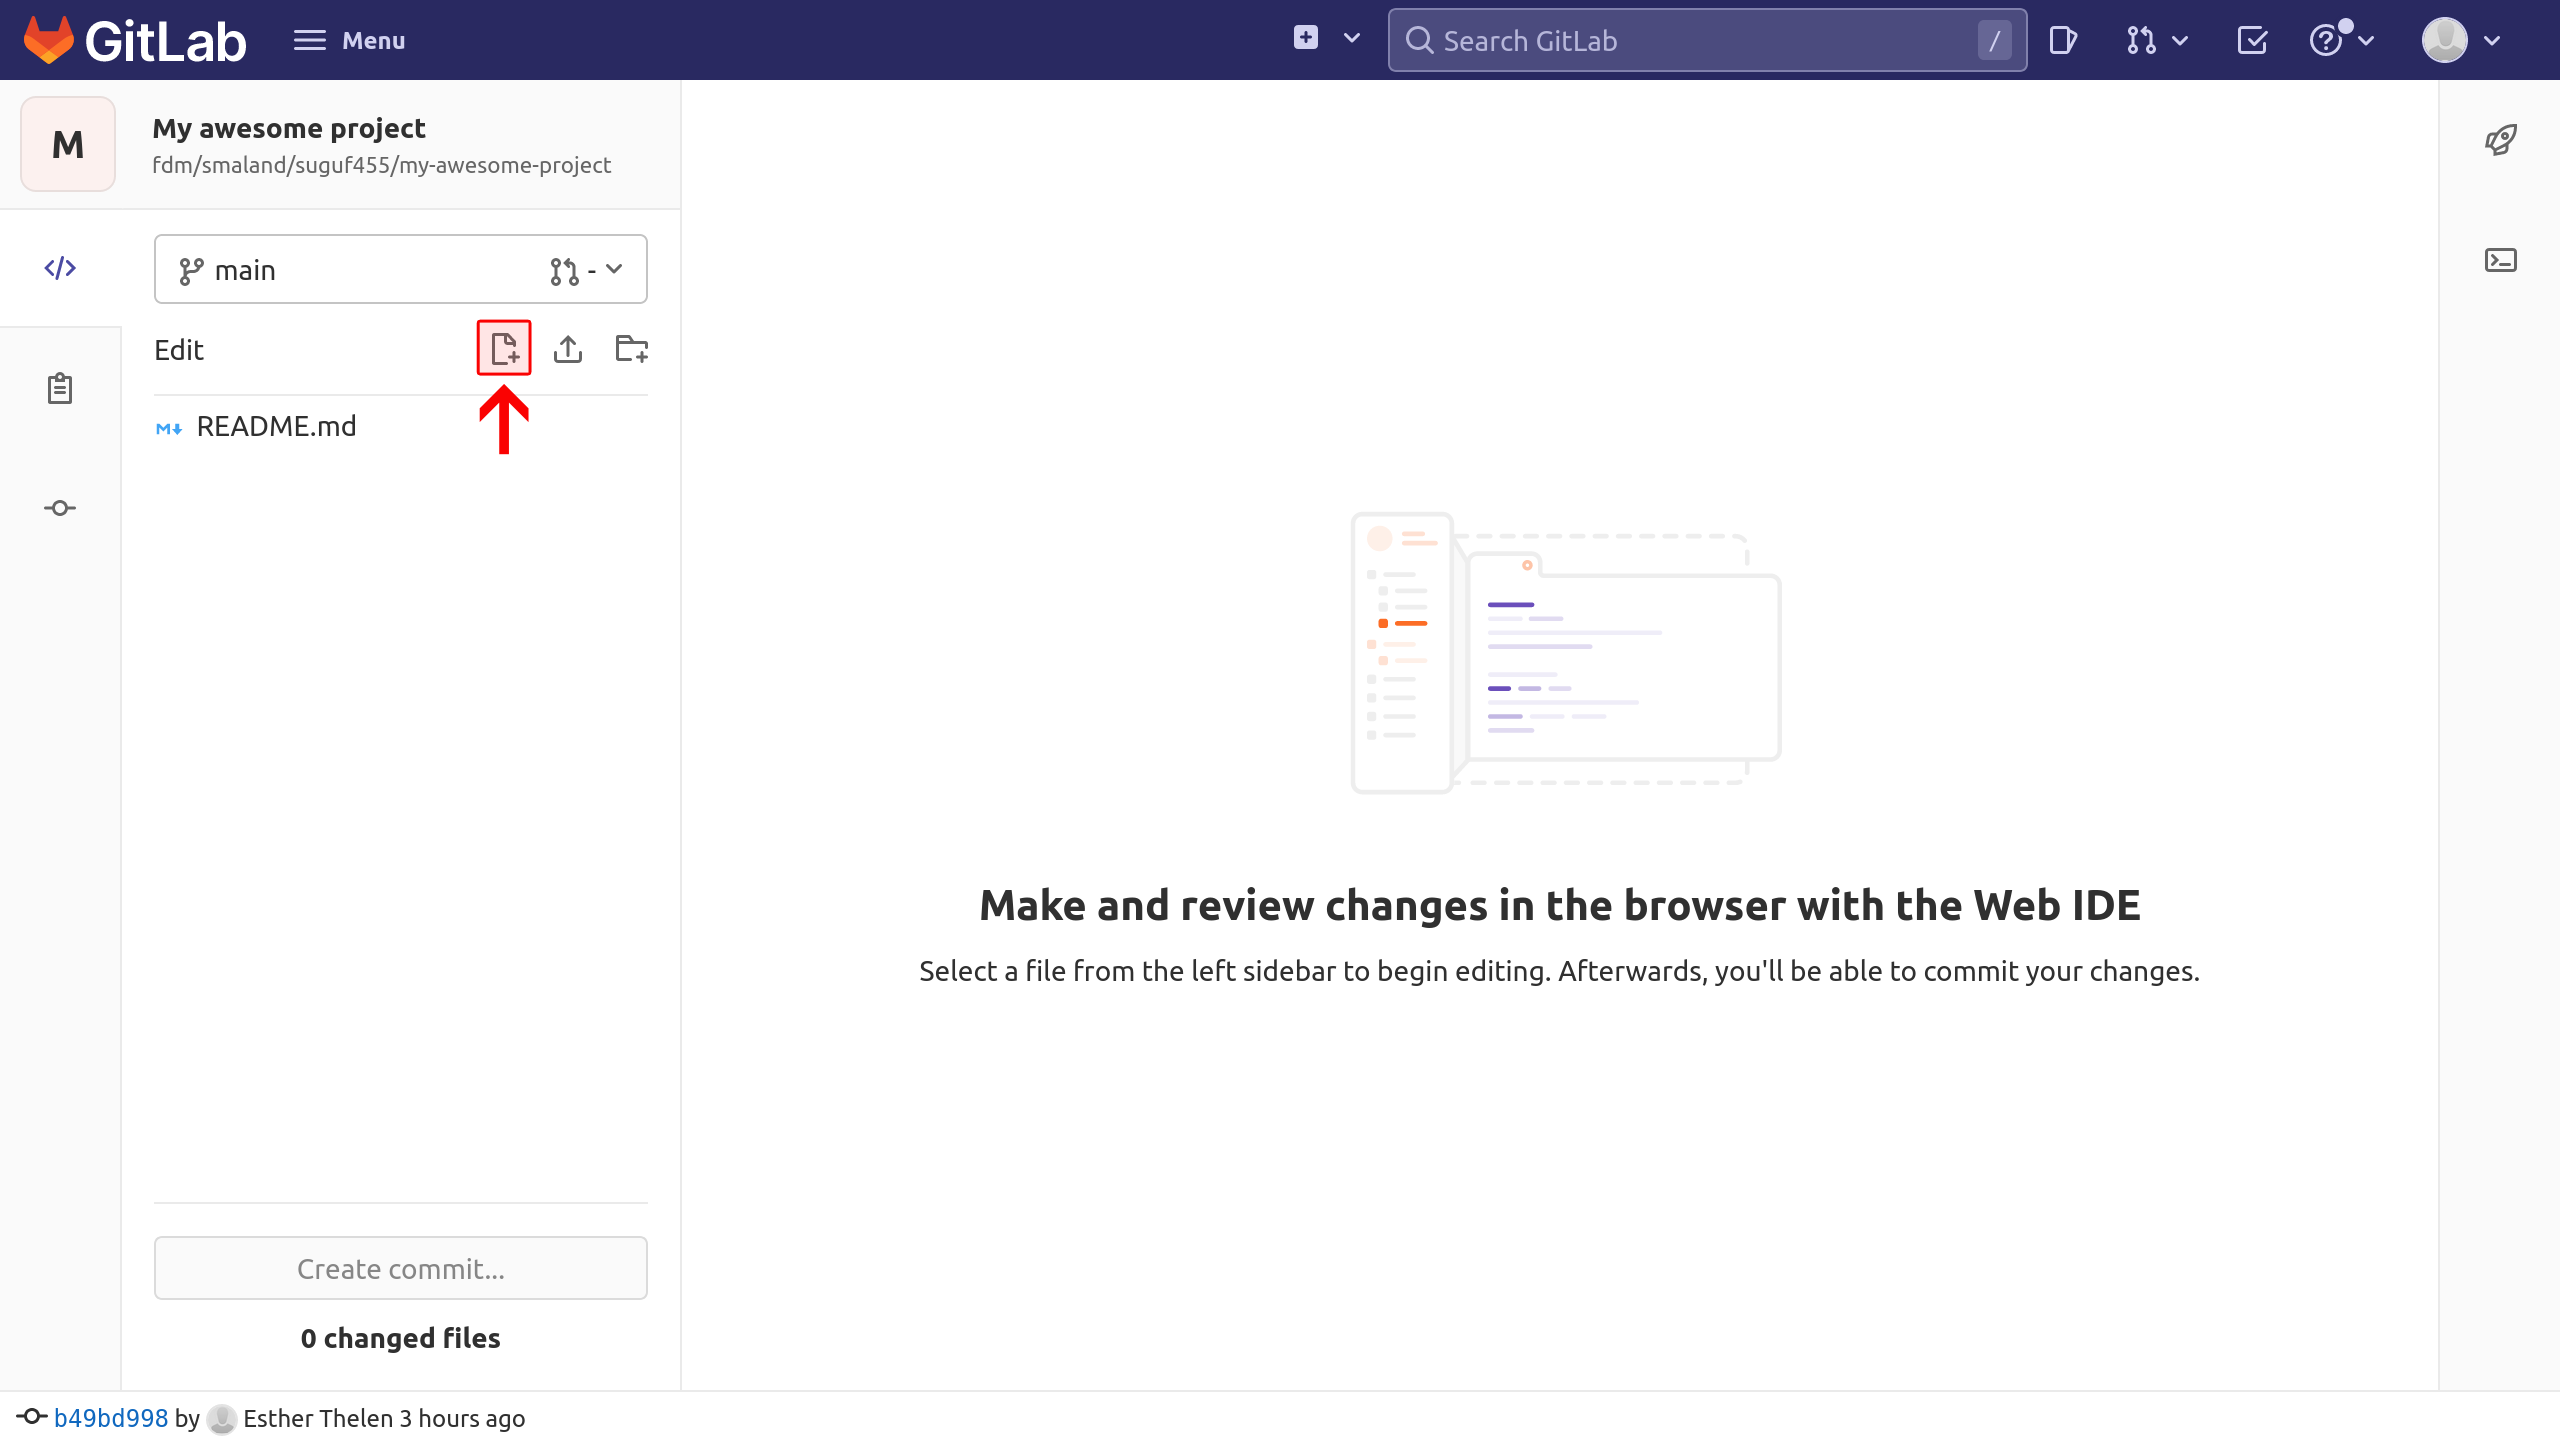 GitLab Menu Search GitLab /
M
My awesome project
fdm/smaland/suguf455/my-awesome-project
main -
Edit
README.md
Make and review changes in the browser with the Web IDE
Select a file from the left sidebar to begin editing. Afterwards, you'll be able to commit your changes.
Create commit...
0 changed files
b49bd998 by Esther Thelen 3 hours ago